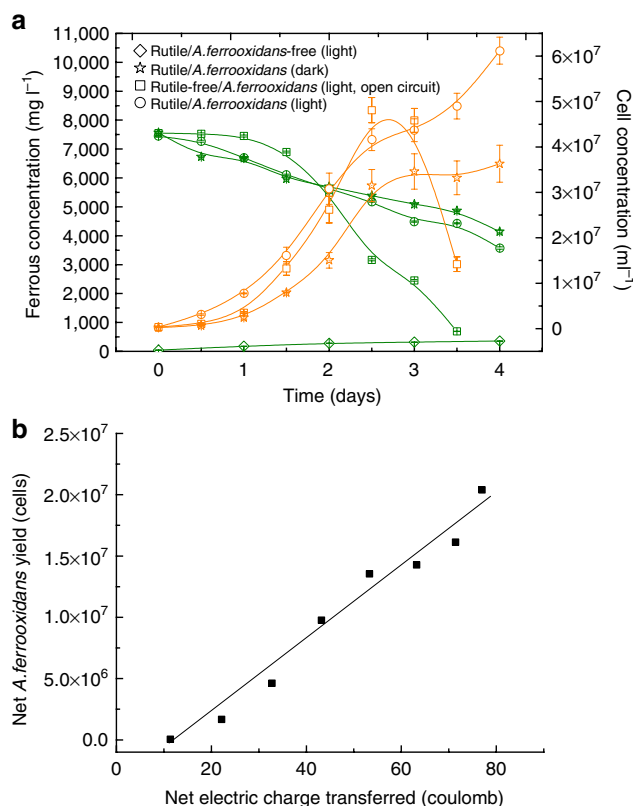 a
11,000
10,000
9,000
8,000
7,000
6,000
5,000
4,000
3,000
2,000
1,000
0
Ferrous concentration (mg l⁻¹)
Rutile/A.ferrooxidans-free (light)
Rutile/A.ferrooxidans (dark)
Rutile-free/A.ferrooxidans (light, open circuit)
Rutile/A.ferrooxidans (light)
6×10⁷
5×10⁷
4×10⁷
3×10⁷
2×10⁷
1×10⁷
0
Cell concentration (ml⁻¹)
0 1 2 3 4
Time (days)
b
2.5×10⁷
2.0×10⁷
1.5×10⁷
1.0×10⁷
5.0×10⁶
0.0
Net A.ferrooxidans yield (cells)
0 20 40 60 80
Net electric charge transferred (coulomb)